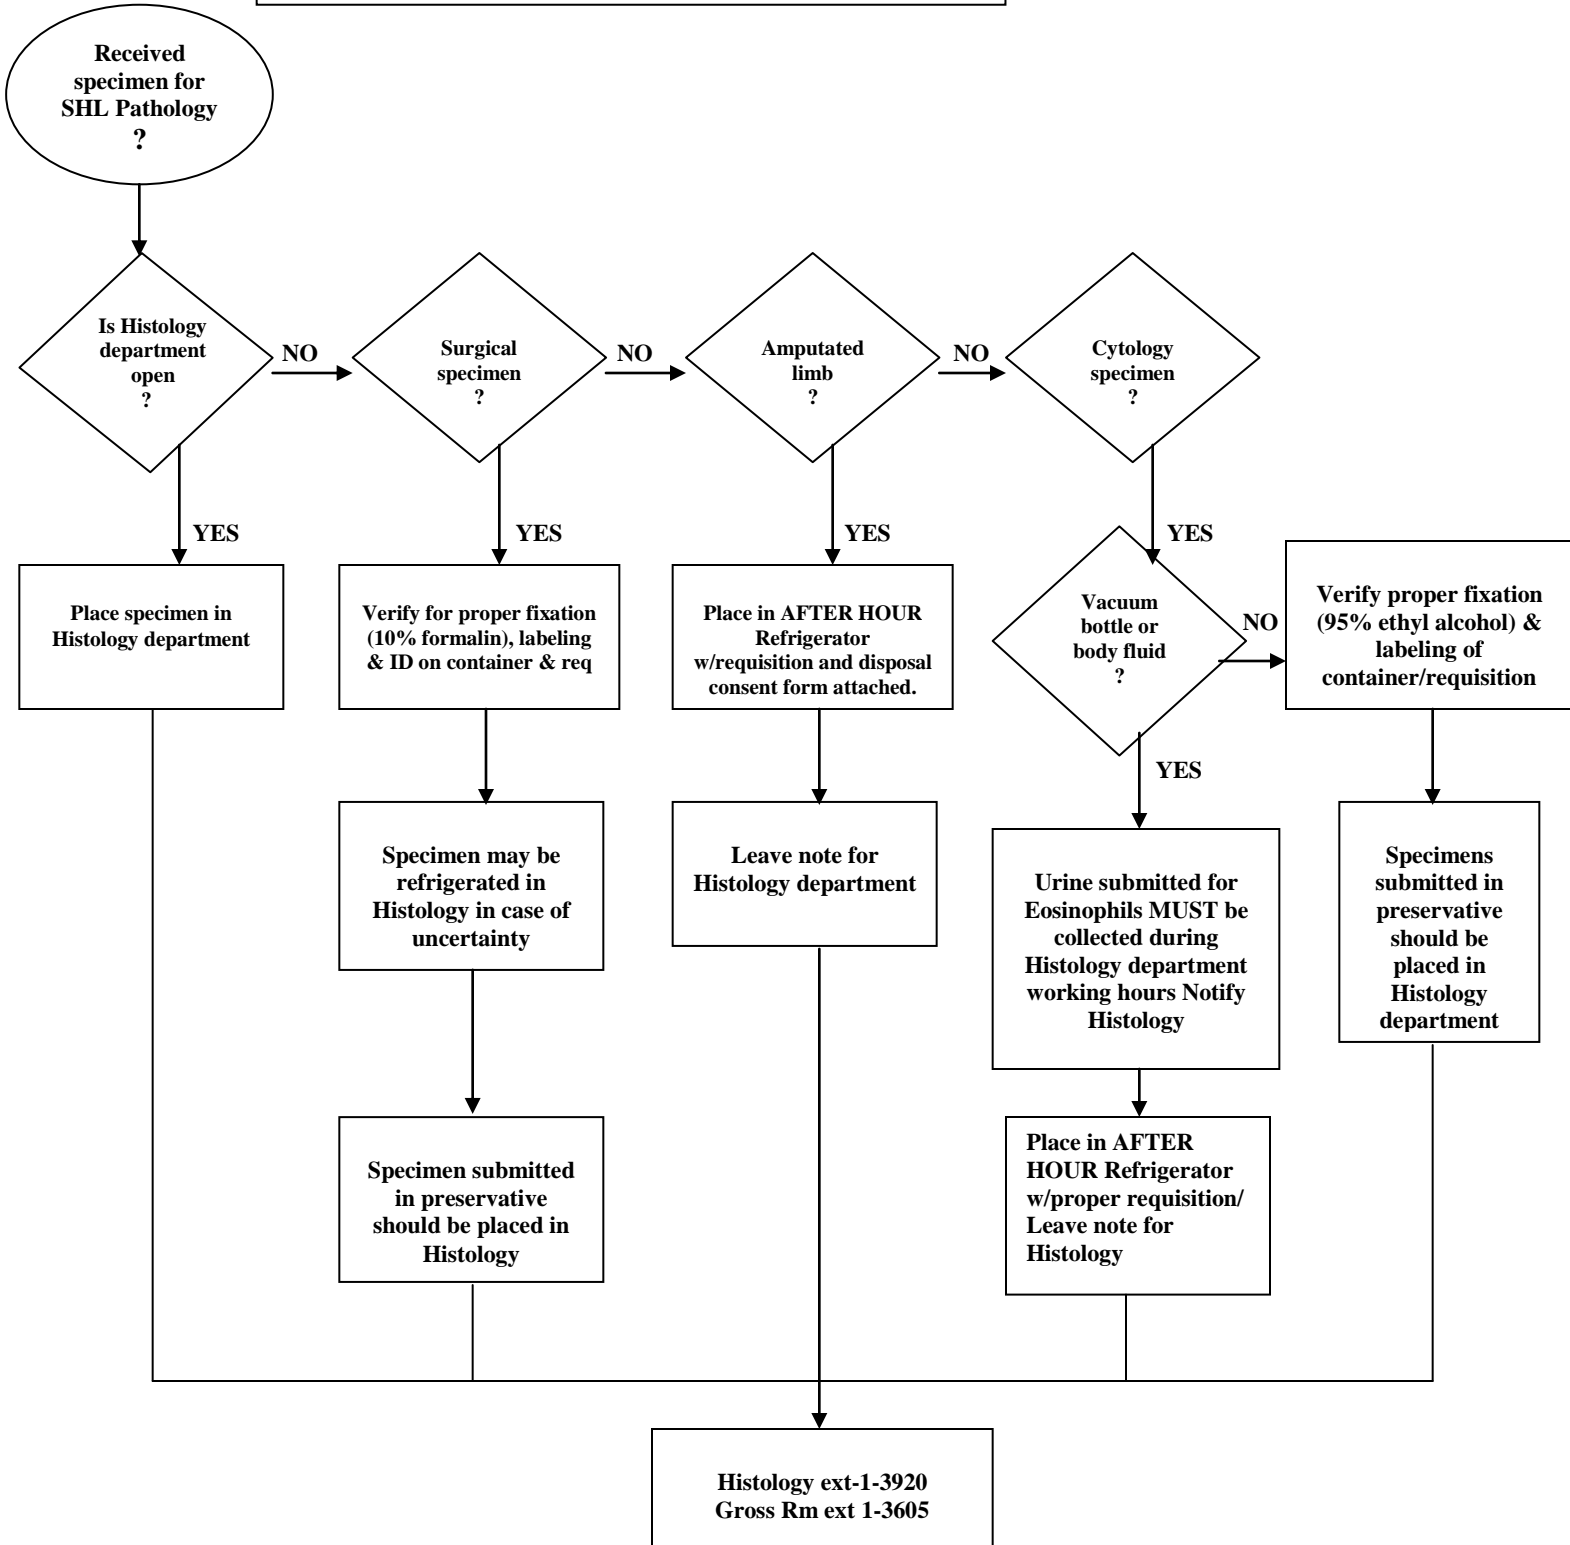 Received
specimen for
SHL Pathology
?
Is Histology
department
open
?
NO
Surgical
specimen
?
NO
Amputated
limb
?
NO
Cytology
specimen
?
YES
YES
YES
YES
Place specimen in
Histology department
Verify for proper fixation
(10% formalin), labeling
& ID on container & req
Place in AFTER HOUR
Refrigerator
w/requisition and disposal
consent form attached.
Vacuum
bottle or
body fluid
?
NO
Verify proper fixation
(95% ethyl alcohol) &
labeling of
container/requisition
YES
Specimen may be
refrigerated in
Histology in case of
uncertainty
Leave note for
Histology department
Urine submitted for
Eosinophils MUST be
collected during
Histology department
working hours Notify
Histology
Specimens
submitted in
preservative
should be
placed in
Histology
department
Specimen submitted
in preservative
should be placed in
Histology
Place in AFTER
HOUR Refrigerator
w/proper requisition/
Leave note for
Histology
Histology ext-1-3920
Gross Rm ext 1-3605